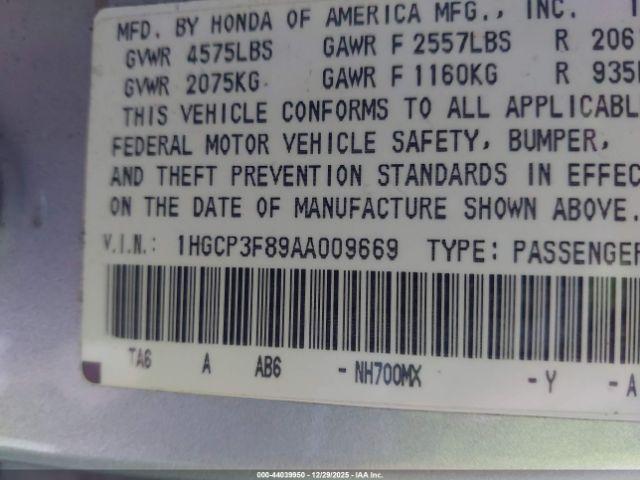 MFD. BY HONDA OF AMERICA MFG., INC.
GVWR 4575LBS GAWR F 2557LBS R 206
GVWR 2075KG GAWR F 1160KG R 935
THIS VEHICLE CONFORMS TO ALL APPLICABL
FEDERAL MOTOR VEHICLE SAFETY, BUMPER,
AND THEFT PREVENTION STANDARDS IN EFFEC
ON THE DATE OF MANUFACTURE SHOWN ABOVE.
V.I.N.: 1HGCP3F89AA009669 TYPE: PASSENGER
TA6 A AB6 - NH700MX - Y - A
000-44039950 | 12/29/2025 | IAA Inc.